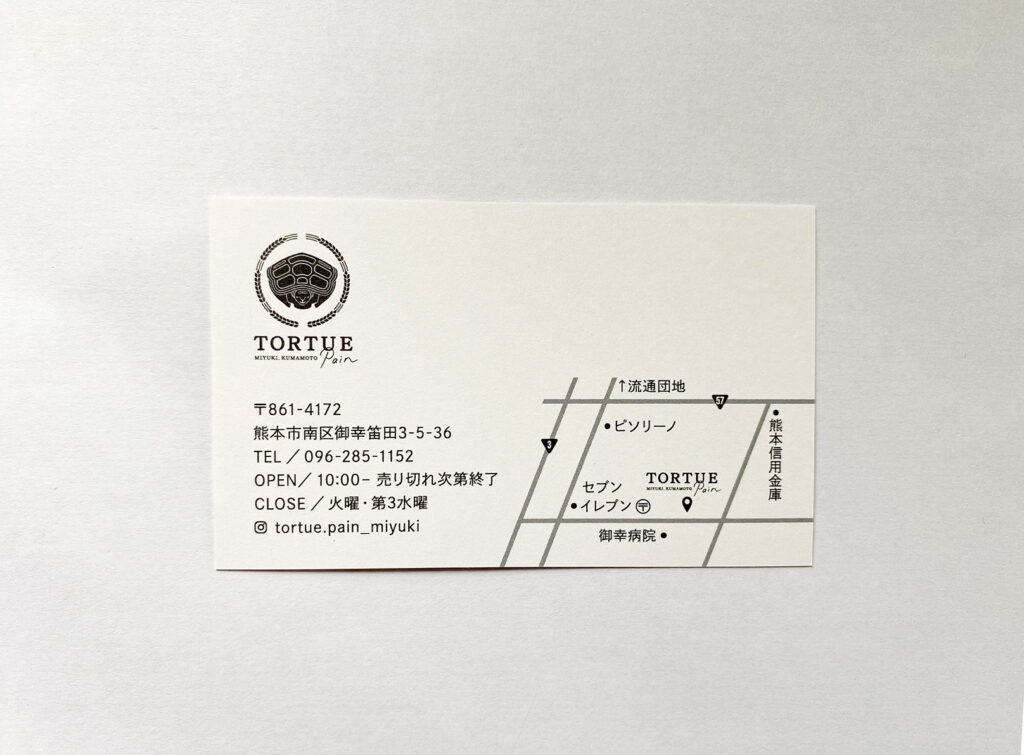 TORTUE
MIYUKI, KUMAMOTO Pain
〒861-4172
熊本市南区御幸笛田3-5-36
TEL／096-285-1152
OPEN／10:00− 売り切れ次第終了
CLOSE／火曜・第3水曜
tortue.pain_miyuki
↑流通団地
57
ピソリーノ
3
熊本信用金庫
TORTUE
MIYUKI, KUMAMOTO Pain
セブン
イレブン 〒
御幸病院